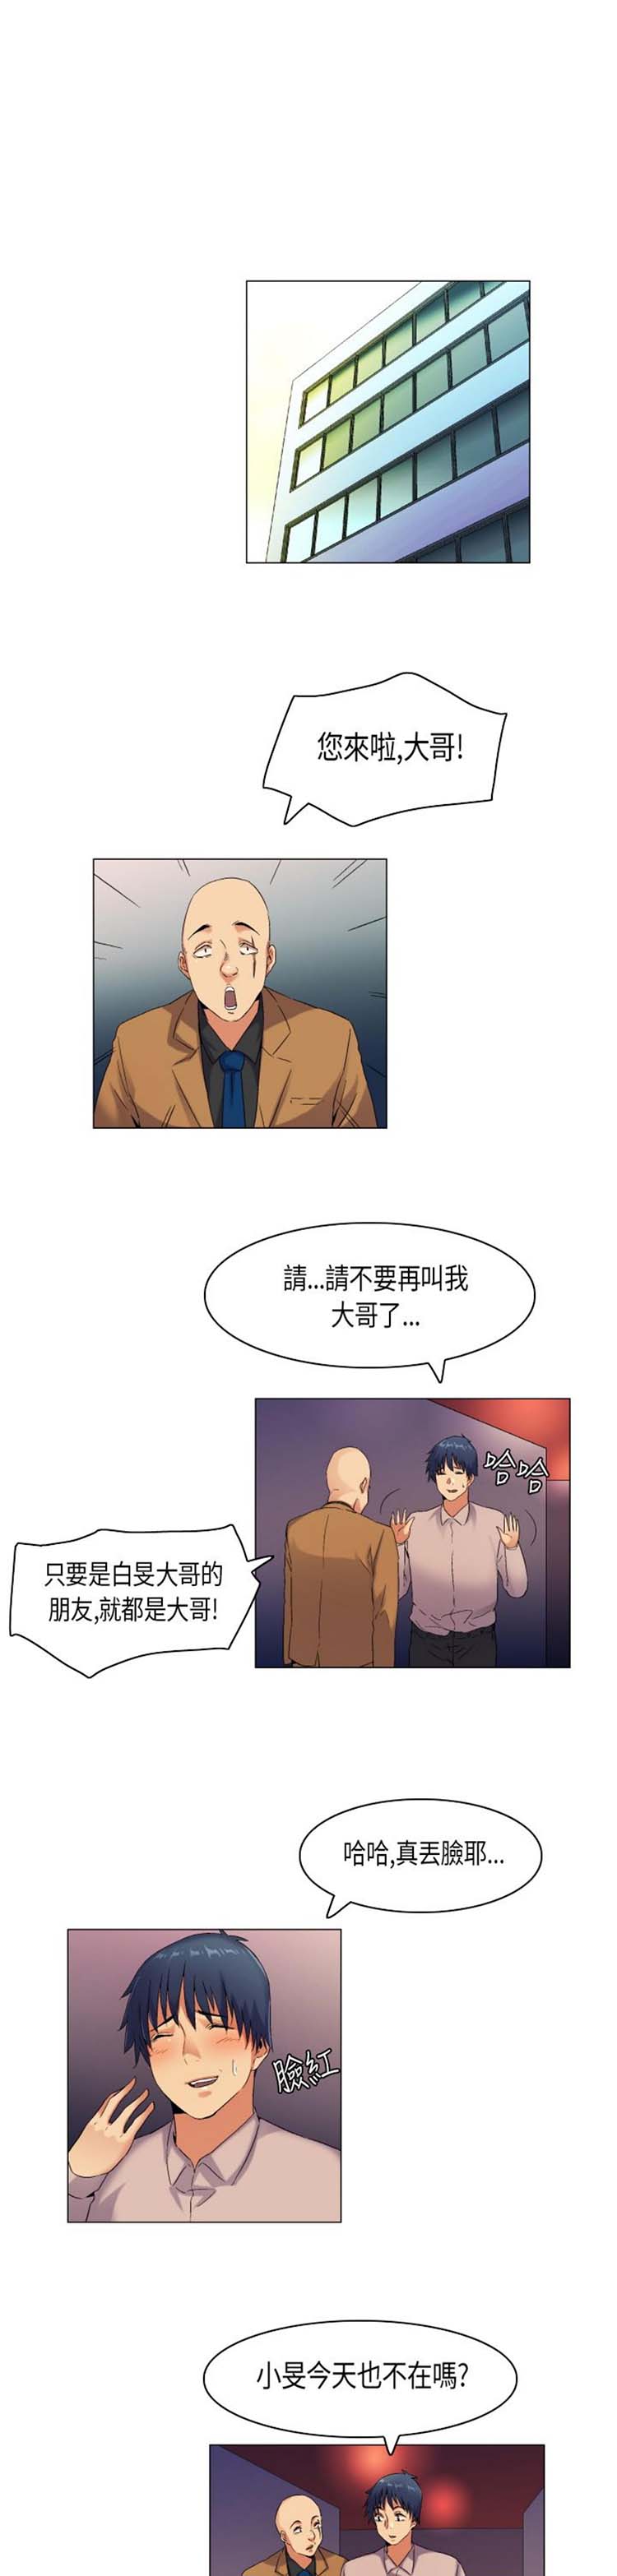 您來啦,大哥!
請...請不要再叫我
大哥了...
哈哈
只要是白旻大哥的
朋友,就都是大哥!
哈哈,真丟臉耶...
臉紅
小旻今天也不在嗎?